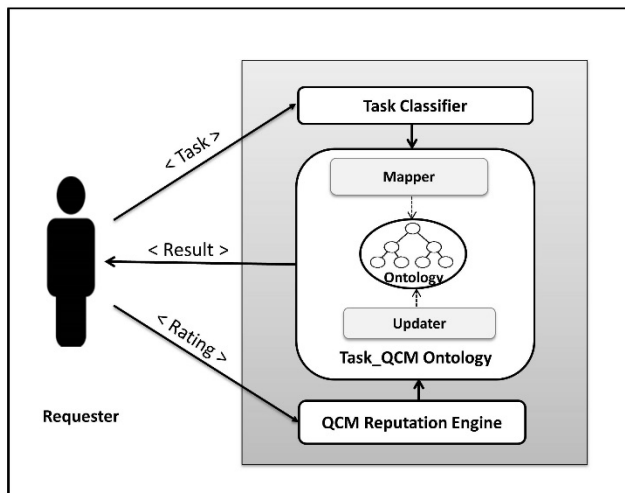 Task Classifier
< Task >
Mapper
< Result >
Ontology
Updater
< Rating >
Task_QCM Ontology
Requester
QCM Reputation Engine